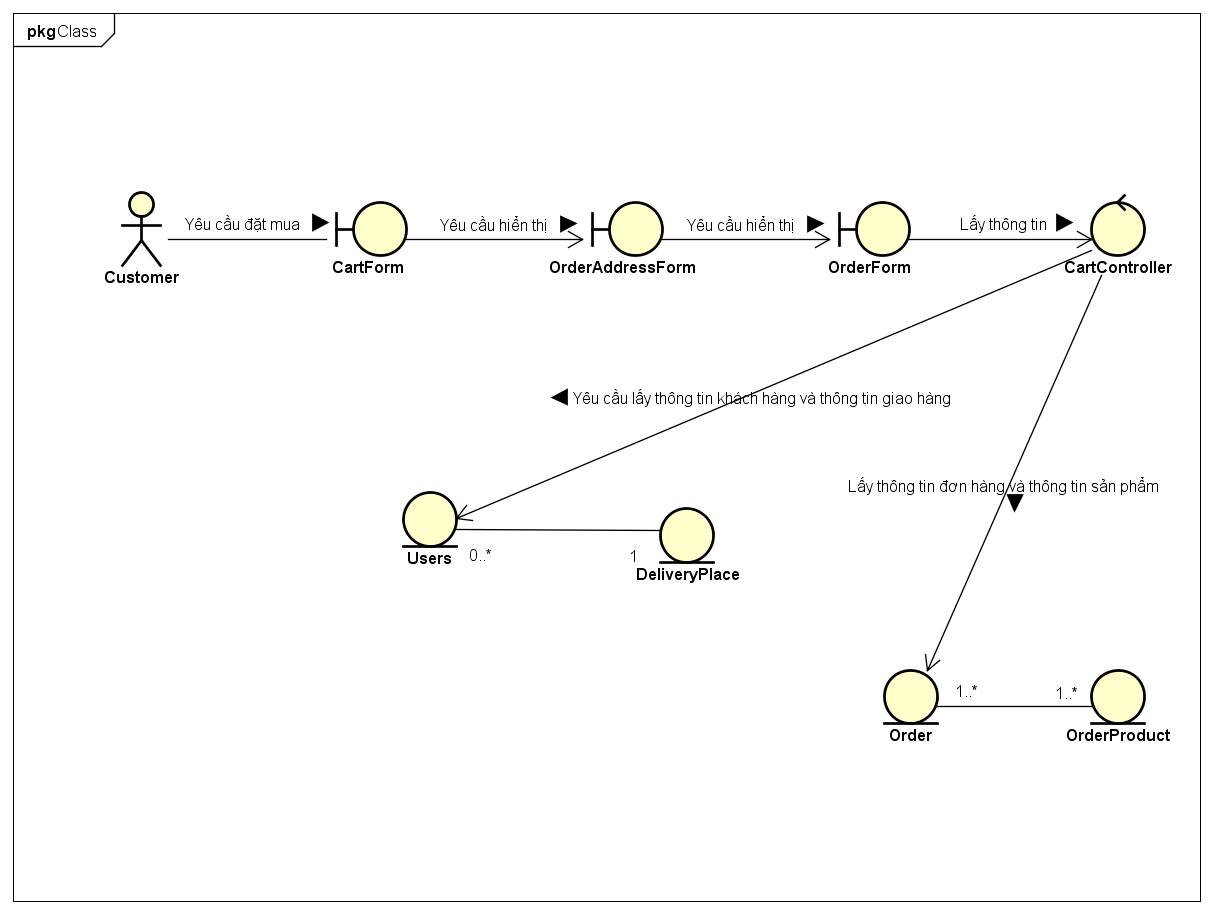 pkgClass
Yêu cầu đặt mua
Yêu cầu hiển thị
Yêu cầu hiển thị
Lấy thông tin
Customer
CartForm
OrderAddressForm
OrderForm
CartController
Yêu cầu lấy thông tin khách hàng và thông tin giao hàng
Lấy thông tin đơn hàng và thông tin sản phẩm
Users
0..*
1
DeliveryPlace
1..*
1..*
Order
OrderProduct